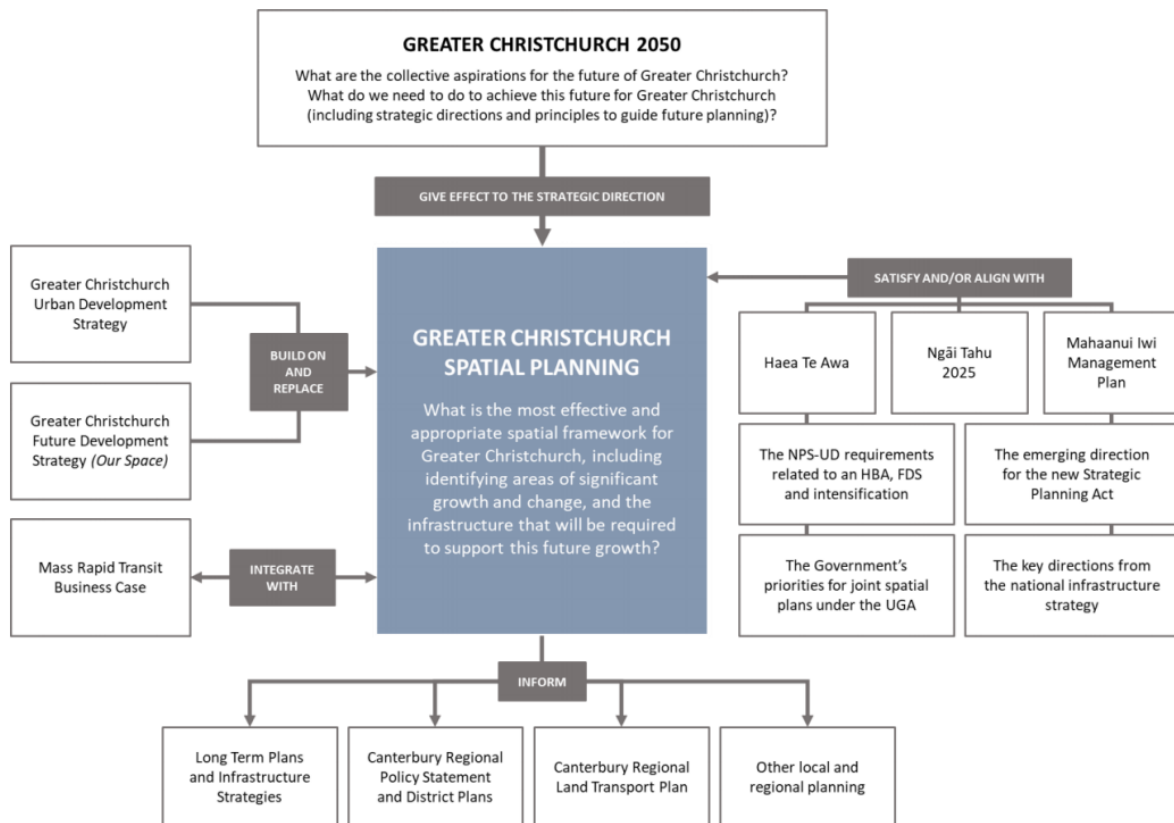 GREATER CHRISTCHURCH 2050
What are the collective aspirations for the future of Greater Christchurch?
What do we need to do to achieve this future for Greater Christchurch
(including strategic directions and principles to guide future planning)?
GIVE EFFECT TO THE STRATEGIC DIRECTION
Greater Christchurch
Urban Development
Strategy
BUILD ON
AND
REPLACE
Greater Christchurch
Future Development
Strategy (Our Space)
Mass Rapid Transit
Business Case
INTEGRATE
WITH
GREATER CHRISTCHURCH
SPATIAL PLANNING
What is the most effective and
appropriate spatial framework for
Greater Christchurch, including
identifying areas of significant
growth and change, and the
infrastructure that will be required
to support this future growth?
SATISFY AND/OR ALIGN WITH
Haea Te Awa
Ngāi Tahu
2025
Mahaanui Iwi
Management
Plan
The NPS-UD requirements
related to an HBA, FDS
and intensification
The emerging direction
for the new Strategic
Planning Act
The Government's
priorities for joint spatial
plans under the UGA
The key directions from
the national infrastructure
strategy
INFORM
Long Term Plans
and Infrastructure
Strategies
Canterbury Regional
Policy Statement
and District Plans
Canterbury Regional
Land Transport Plan
Other local and
regional planning